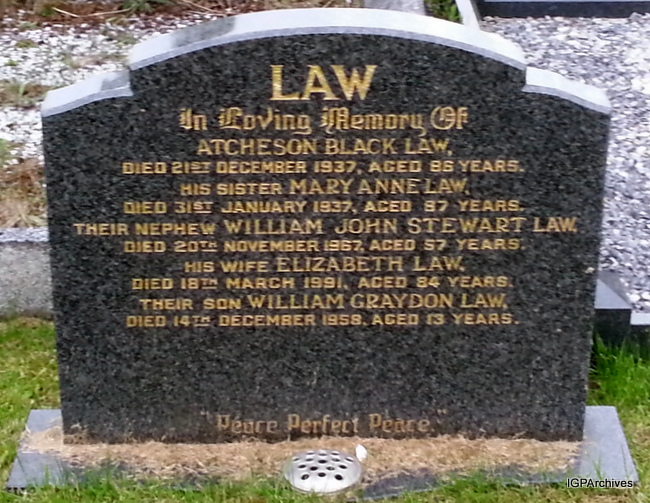 LAW
In Loving Memory Of
ATCHESON BLACK LAW,
DIED 21ST DECEMBER 1937, AGED 86 YEARS.
HIS SISTER MARY ANNE LAW,
DIED 31ST JANUARY 1937, AGED 87 YEARS.
THEIR NEPHEW WILLIAM JOHN STEWART LAW,
DIED 20TH NOVEMBER 1967, AGED 57 YEARS.
HIS WIFE ELIZABETH LAW,
DIED 18TH MARCH 1991, AGED 84 YEARS.
THEIR SON WILLIAM GRAYDON LAW,
DIED 14TH DECEMBER 1958, AGED 13 YEARS.
"Peace Perfect Peace"
IGPArchives